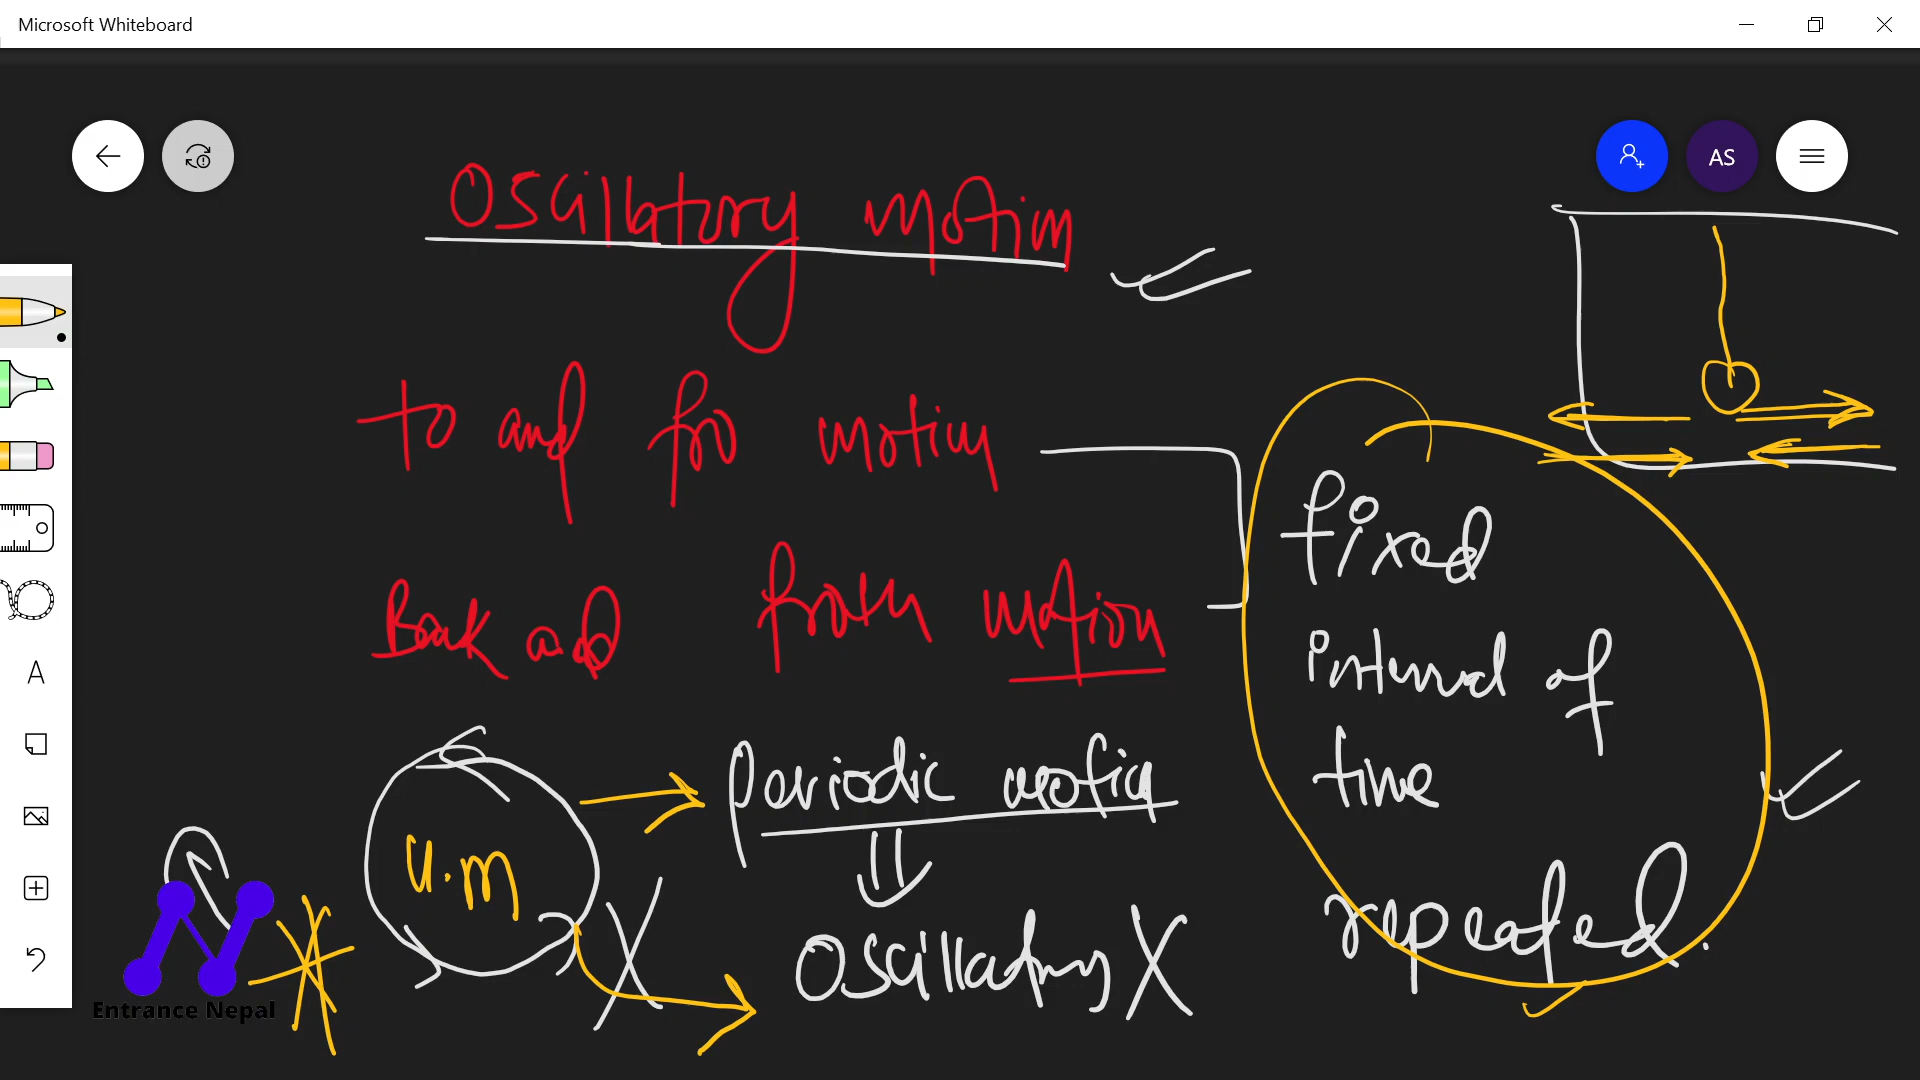 Microsoft Whiteboard
AS
Oscillatory motion
to and fro motion
Back and forth motion
fixed
interval of
time
repeated.
periodic motion
U.M
Oscillatory X
A
Entrance Nepal